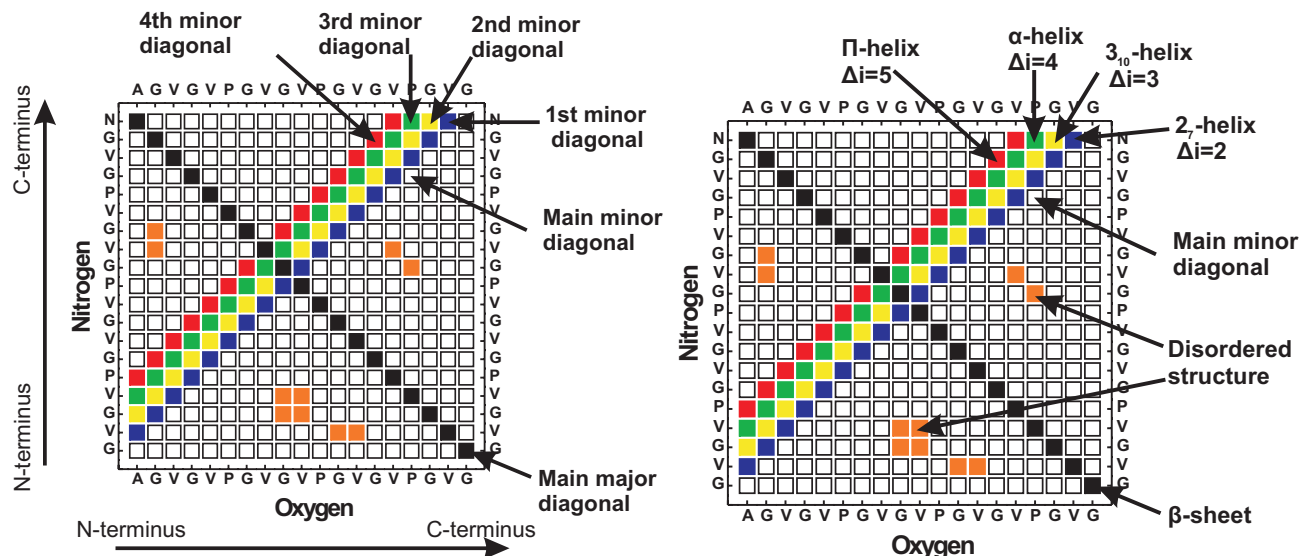 4th minor
diagonal
3rd minor
diagonal
2nd minor
diagonal
1st minor
diagonal
Main minor
diagonal
Main major
diagonal
A G V G V P G V G V P G V G V P G V G
N
G
V
G
P
V
G
V
G
P
V
G
V
G
P
V
G
V
G
N
G
V
G
P
V
G
V
G
P
V
G
V
G
P
V
G
V
G
A G V G V P G V G V P G V G V P G V G
Nitrogen
Oxygen
C-terminus
N-terminus
N-terminus
C-terminus
Π-helix
Δi=5
α-helix
Δi=4
3₁₀-helix
Δi=3
2₇-helix
Δi=2
Main minor
diagonal
Disordered
structure
β-sheet
A G V G V P G V G V P G V G V P G V G
N
G
V
G
P
V
G
V
G
P
V
G
V
G
P
V
G
V
G
N
G
V
G
P
V
G
V
G
P
V
G
V
G
P
V
G
V
G
A G V G V P G V G V P G V G V P G V G
Nitrogen
Oxygen